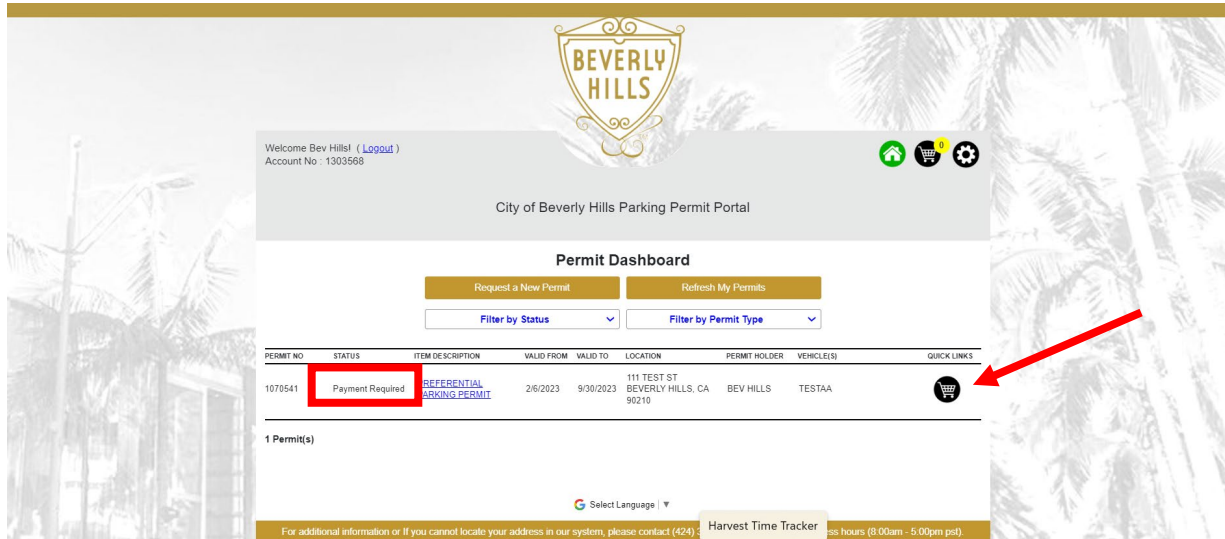 BEVERLY
HILLS
Welcome Bev Hills! ( Logout )
Account No : 1303568
0
City of Beverly Hills Parking Permit Portal
Permit Dashboard
Request a New Permit
Refresh My Permits
Filter by Status
Filter by Permit Type
PERMIT NO STATUS ITEM DESCRIPTION VALID FROM VALID TO LOCATION PERMIT HOLDER VEHICLE(S) QUICK LINKS
1070541 Payment Required REFERENTIAL ARKING PERMIT 2/6/2023 9/30/2023 111 TEST ST BEVERLY HILLS, CA 90210 BEV HILLS TESTAA
1 Permit(s)
G Select Language | ▼
For additional information or If you cannot locate your address in our system, please contact (424)
Harvest Time Tracker
ss hours (8:00am - 5:00pm pst).